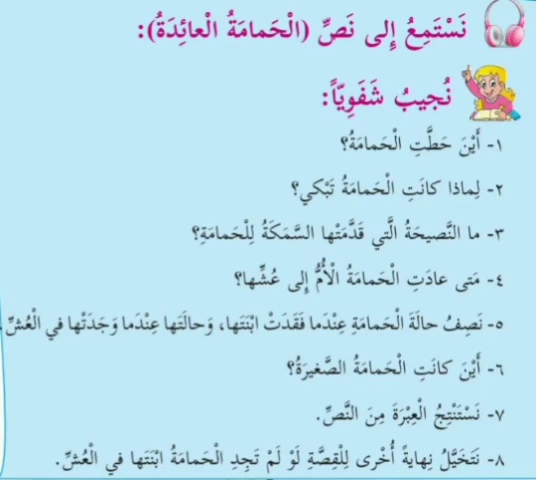 نَسْتَمِعُ إِلى نَصِّ (الْحَمامَةُ الْعائِدَةُ):
نُجيبُ شَفَوِيّاً:
١- أَيْنَ حَطَّتِ الْحَمامَةُ؟
٢- لِماذا كانَتِ الْحَمامَةُ تَبْكي؟
٣- ما النَّصيحَةُ الَّتي قَدَّمَتْها السَّمَكَةُ لِلْحَمامَةِ؟
٤- مَتى عادَتِ الْحَمامَةُ الْأُمُّ إِلى عُشِّها؟
٥- نَصِفُ حالَةَ الْحَمامَةِ عِنْدَما فَقَدَتْ ابْنَتَها، وَحالَتَها عِنْدَما وَجَدَتْها في الْعُشِّ.
٦- أَيْنَ كانَتِ الْحَمامَةُ الصَّغيرَةُ؟
٧- نَسْتَنْتِجُ الْعِبْرَةَ مِنَ النَّصِّ.
٨- نَتَخَيَّلُ نِهايةً أُخْرى لِلْقِصَّةِ لَوْ لَمْ تَجِدِ الْحَمامَةُ ابْنَتَها في الْعُشِّ.